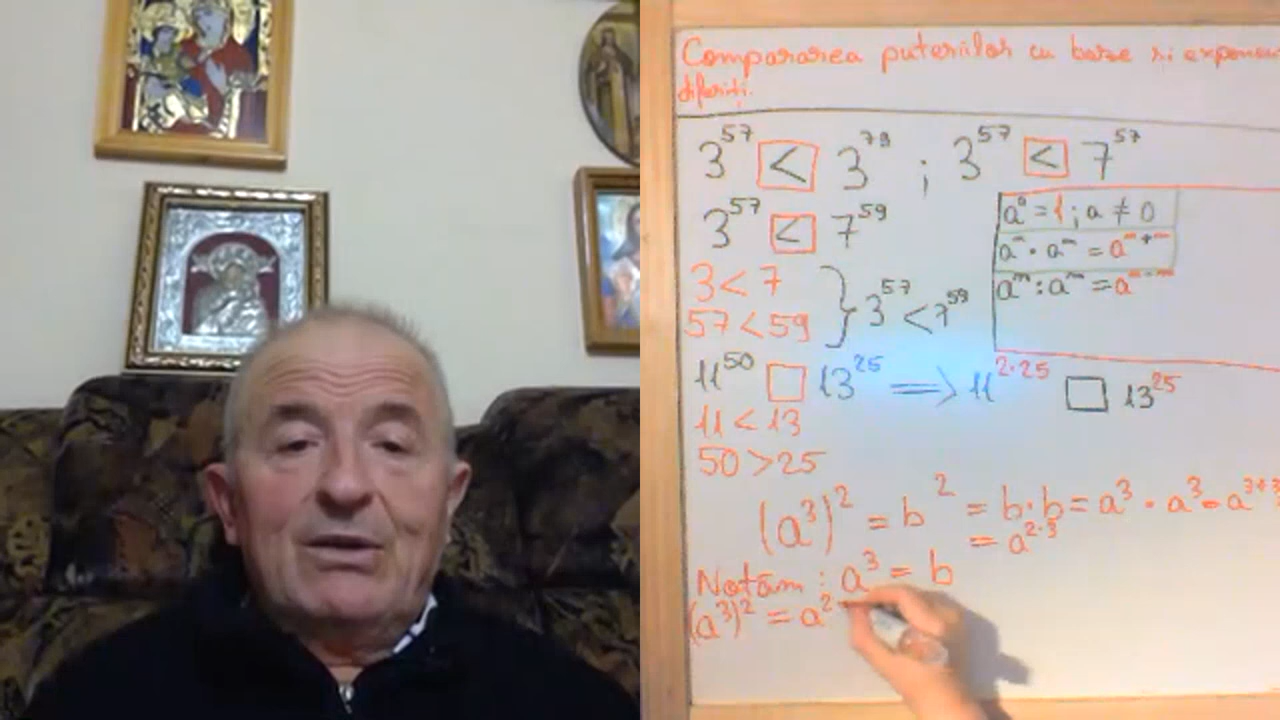 Compararea puterilor cu baze si exponenți
diferiți.
3^57 < 3^79 ; 3^57 < 7^57
3^57 < 7^59
a^0 = 1 ; a ≠ 0
a^m · a^n = a^m+n
a^m : a^n = a^m-n
3 < 7
57 < 59
} 3^57 < 7^59
11^50 □ 13^25 ⟹ 11^2·25 □ 13^25
11 < 13
50 > 25
(a^3)^2 = b^2 = b·b = a^3 · a^3 = a^3+3
= a^2·3
Notăm : a^3 = b
(a^3)^2 = a^2